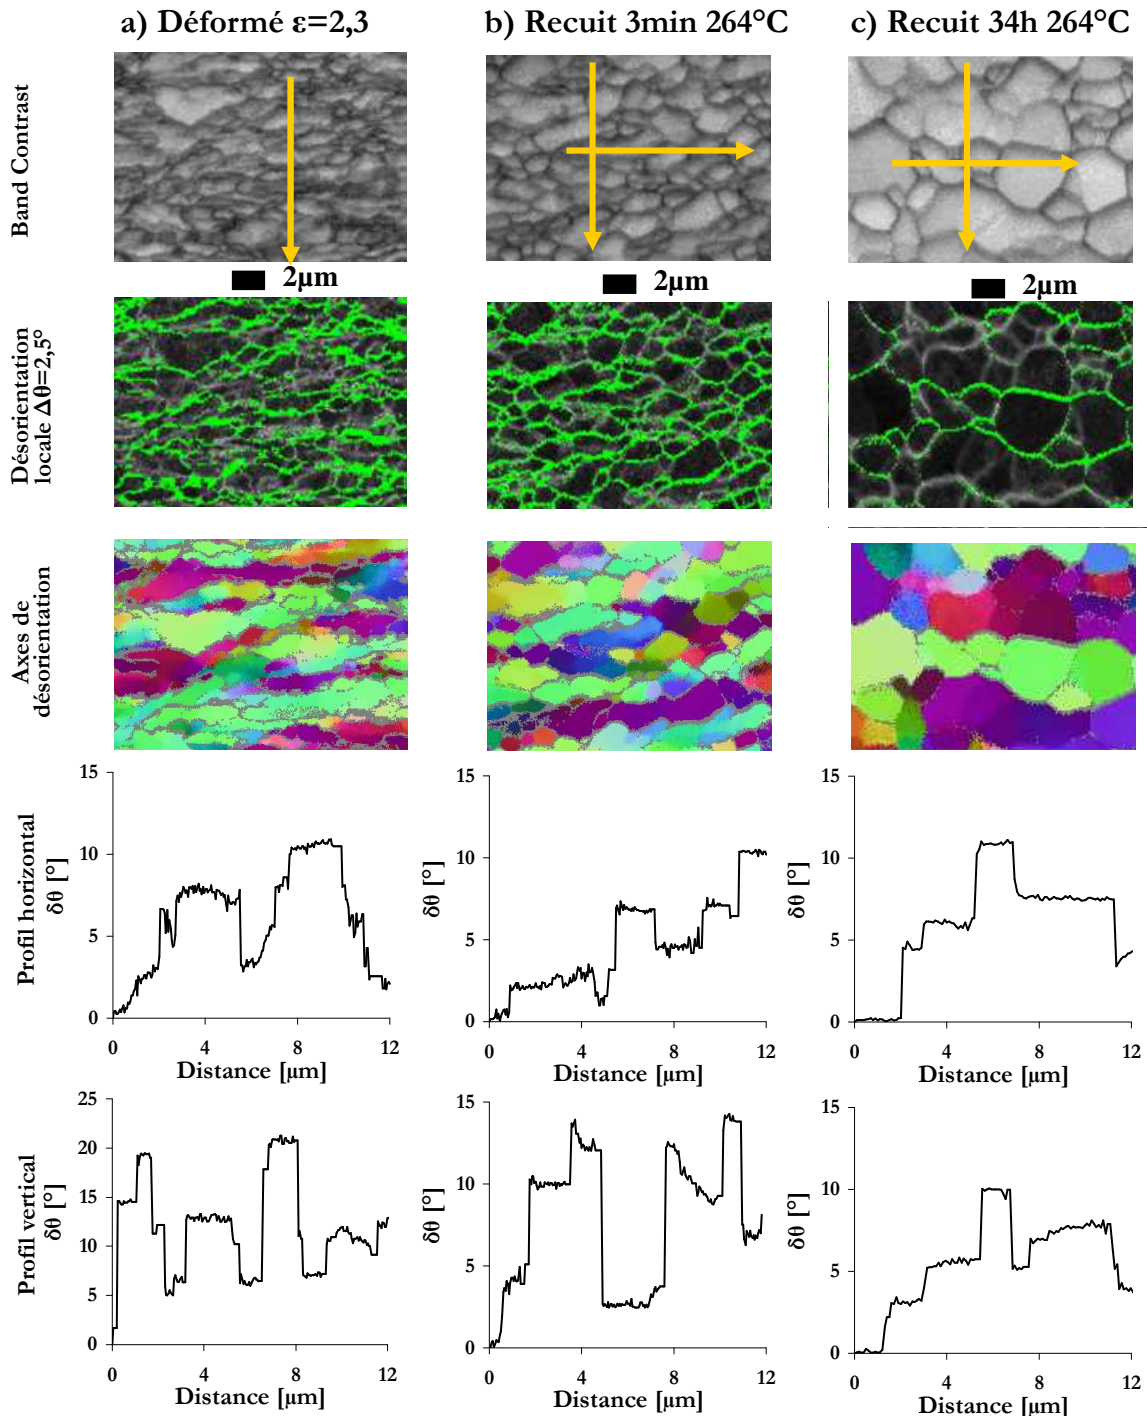 a) Déformé ε=2,3
b) Recuit 3min 264°C
c) Recuit 34h 264°C
Band Contrast
2µm
2µm
2µm
Désorientation
locale Δθ=2,5°
Axes de
désorientation
Profil horizontal
δθ [°]
15
10
5
0
0 4 8 12
Distance [µm]
δθ [°]
15
10
5
0
0 4 8 12
Distance [µm]
δθ [°]
15
10
5
0
0 4 8 12
Distance [µm]
Profil vertical
δθ [°]
25
20
15
10
5
0
0 4 8 12
Distance [µm]
δθ [°]
15
10
5
0
0 4 8 12
Distance [µm]
δθ [°]
15
10
5
0
0 4 8 12
Distance [µm]